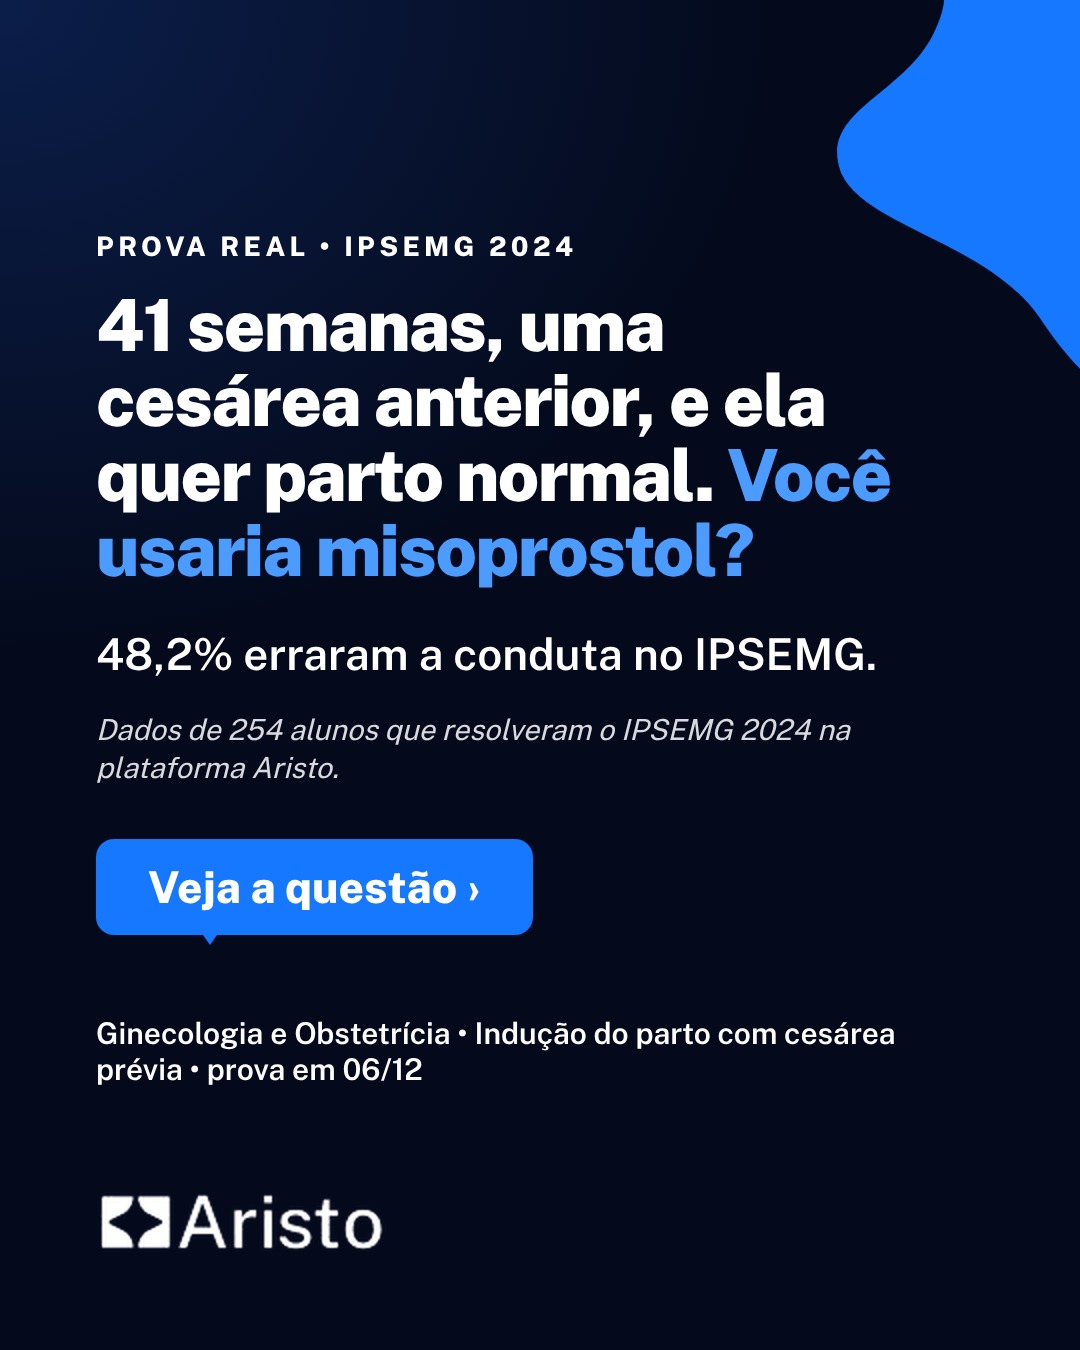 PROVA REAL • IPSEMG 2024
41 semanas, uma
cesárea anterior, e ela
quer parto normal. Você
usaria misoprostol?
48,2% erraram a conduta no IPSEMG.
Dados de 254 alunos que resolveram o IPSEMG 2024 na
plataforma Aristo.
Veja a questão ›
Ginecologia e Obstetrícia • Indução do parto com cesárea
prévia • prova em 06/12
Aristo